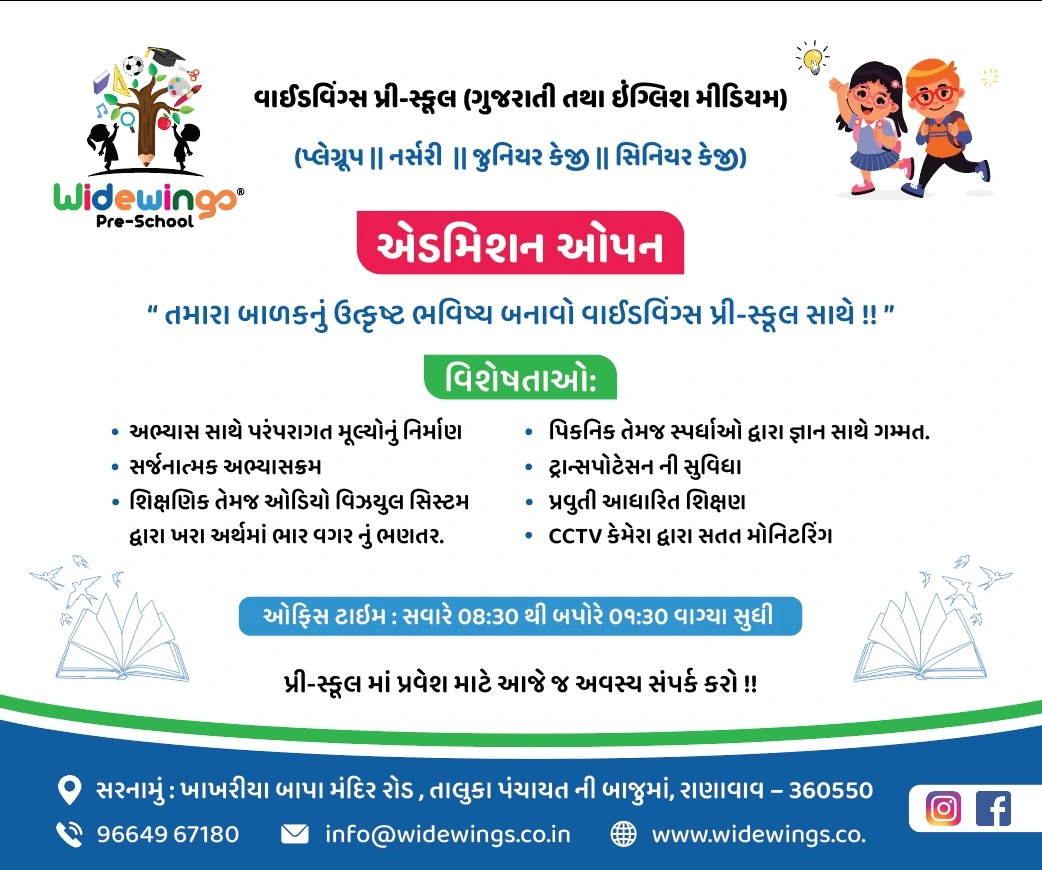 Widewings®
Pre-School
વાઈડવિંગ્સ પ્રી-સ્કૂલ (ગુજરાતી તથા ઇંગ્લિશ મીડિયમ)
(પ્લેગ્રૂપ || નર્સરી || જુનિયર કેજી || સિનિયર કેજી)
એડમિશન ઓપન
“ તમારા બાળકનું ઉત્કૃષ્ટ ભવિષ્ય બનાવો વાઈડવિંગ્સ પ્રી-સ્કૂલ સાથે !! ”
વિશેષતાઓ:
• અભ્યાસ સાથે પરંપરાગત મૂલ્યોનું નિર્માણ
• સર્જનાત્મક અભ્યાસક્રમ
• શિક્ષણિક તેમજ ઓડિયો વિઝયુલ સિસ્ટમ
દ્વારા ખરા અર્થમાં ભાર વગર નું ભણતર.
• પિકનિક તેમજ સ્પર્ધાઓ દ્વારા જ્ઞાન સાથે ગમ્મત.
• ટ્રાન્સપોટેસન ની સુવિધા
• પ્રવુતી આધારિત શિક્ષણ
• CCTV કેમેરા દ્વારા સતત મોનિટરિંગ
ઓફિસ ટાઇમ : સવારે 08:30 થી બપોરે 01:30 વાગ્યા સુધી
પ્રી-સ્કૂલ માં પ્રવેશ માટે આજે જ અવસ્ય સંપર્ક કરો !!
સરનામું : ખાખરીયા બાપા મંદિર રોડ , તાલુકા પંચાયત ની બાજુમાં, રાણાવાવ – 360550
96649 67180 info@widewings.co.in www.widewings.co.